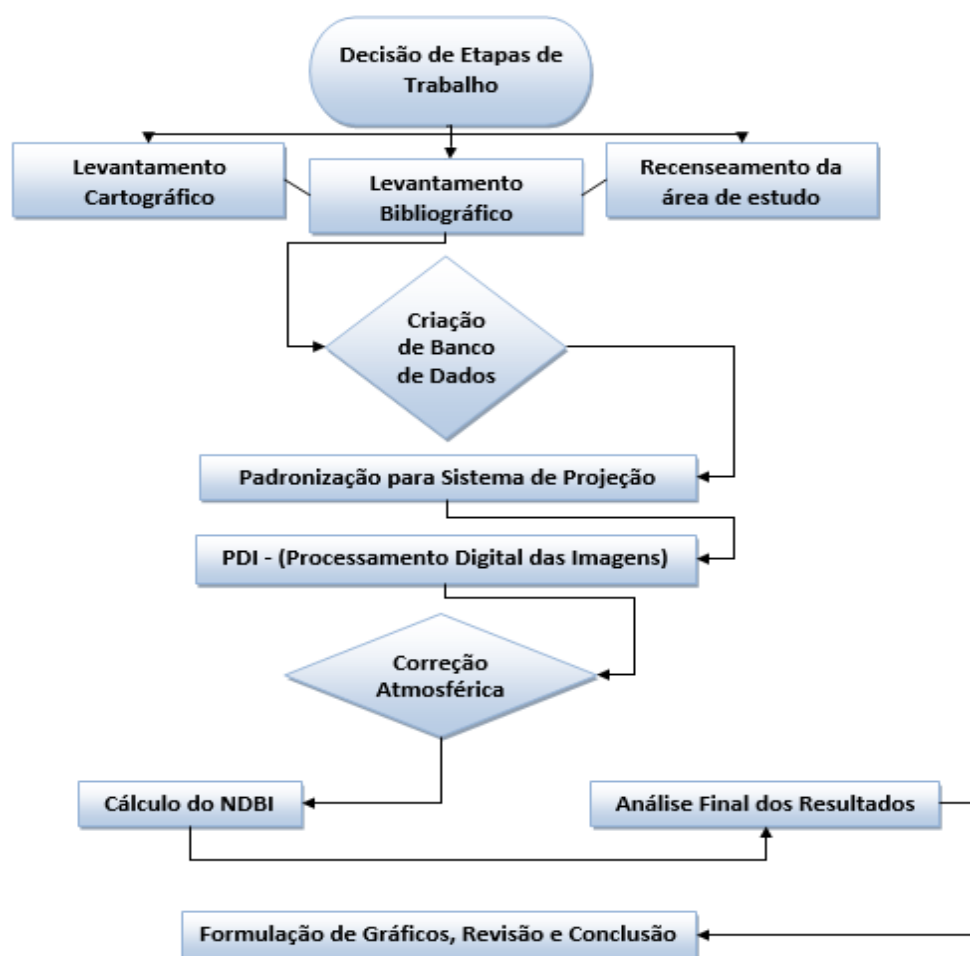 Decisão de Etapas de
Trabalho
Levantamento
Cartográfico
Levantamento
Bibliográfico
Recenseamento da
área de estudo
Criação
de Banco
de Dados
Padronização para Sistema de Projeção
PDI - (Processamento Digital das Imagens)
Correção
Atmosférica
Cálculo do NDBI
Análise Final dos Resultados
Formulação de Gráficos, Revisão e Conclusão